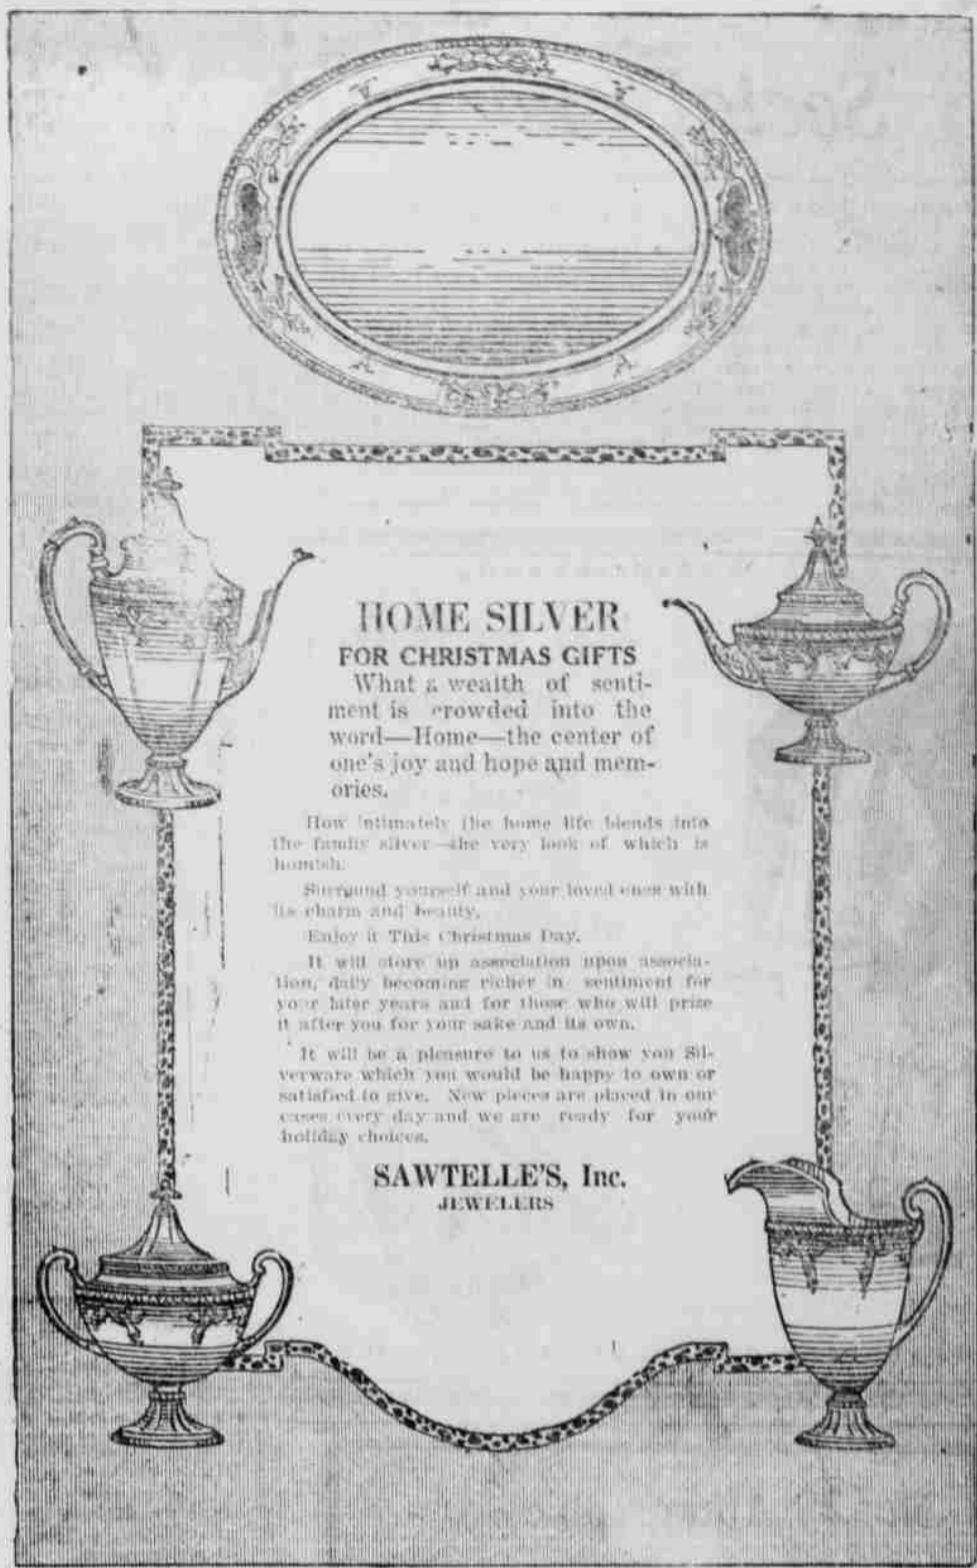 HOME SILVER
FOR CHRISTMAS GIFTS
What a wealth of senti-
ment is crowded into the
word—Home—the center of
one's joy and hope and mem-
ories.
How intimately the home life blends into
the family silver—the very look of which is
homish.
Surround yourself and your loved ones with
its charm and beauty.
Enjoy it This Christmas Day.
It will store up association upon associa-
tion, daily becoming richer in sentiment for
your later years and for those who will prize
it after you for your sake and its own.
It will be a pleasure to us to show you Sil-
verware which you would be happy to own or
satisfied to give. New pieces are placed in our
cases every day and we are ready for your
holiday choices.
SAWTELLE'S, Inc.
JEWELERS